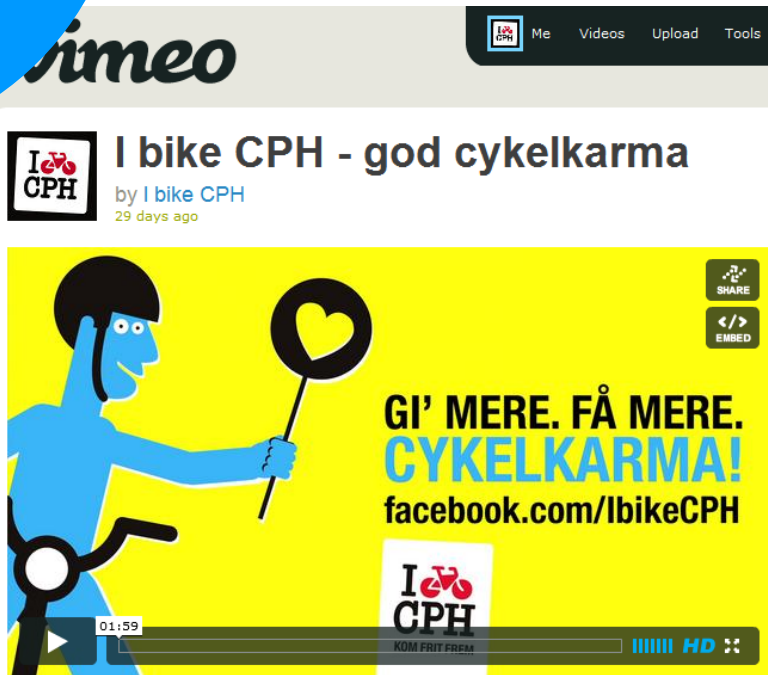 vimeo
Me Videos Upload Tools
I CPH
I bike CPH - god cykelkarma
by I bike CPH
29 days ago
SHARE
</>
EMBED
GI' MERE. FÅ MERE.
CYKELKARMA!
facebook.com/IbikeCPH
I
CPH
KOM FRIT FREM
01:59
HD